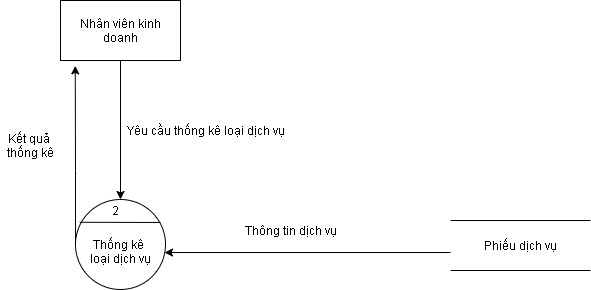 Nhân viên kinh
doanh
Yêu cầu thống kê loại dịch vụ
Kết quả
thống kê
2
Thống kê
loại dịch vụ
Thông tin dịch vụ
Phiếu dịch vụ